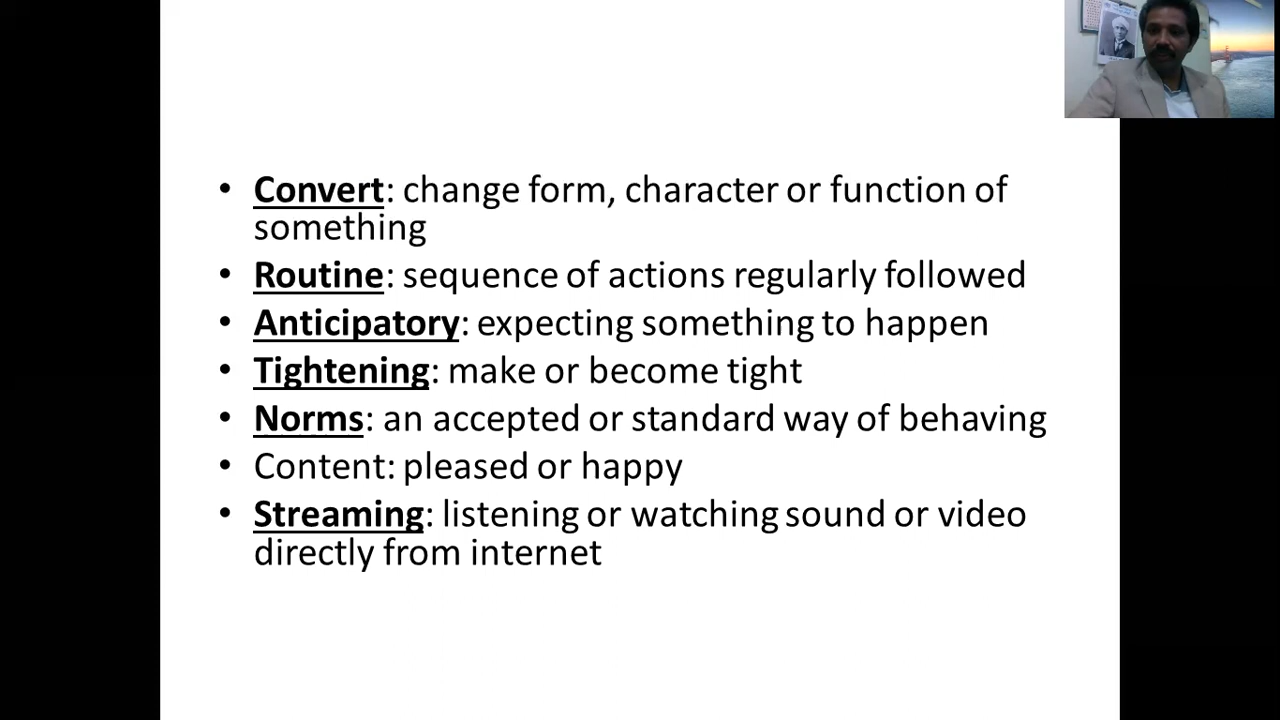 • Convert: change form, character or function of
something
• Routine: sequence of actions regularly followed
• Anticipatory: expecting something to happen
• Tightening: make or become tight
• Norms: an accepted or standard way of behaving
• Content: pleased or happy
• Streaming: listening or watching sound or video
directly from internet